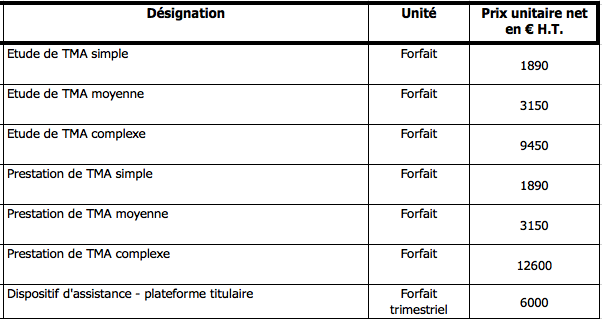 Désignation Unité Prix unitaire net
en € H.T.
Etude de TMA simple Forfait
1890
Etude de TMA moyenne Forfait
3150
Etude de TMA complexe Forfait
9450
Prestation de TMA simple Forfait
1890
Prestation de TMA moyenne Forfait
3150
Prestation de TMA complexe Forfait
12600
Dispositif d'assistance - plateforme titulaire Forfait
trimestriel 6000